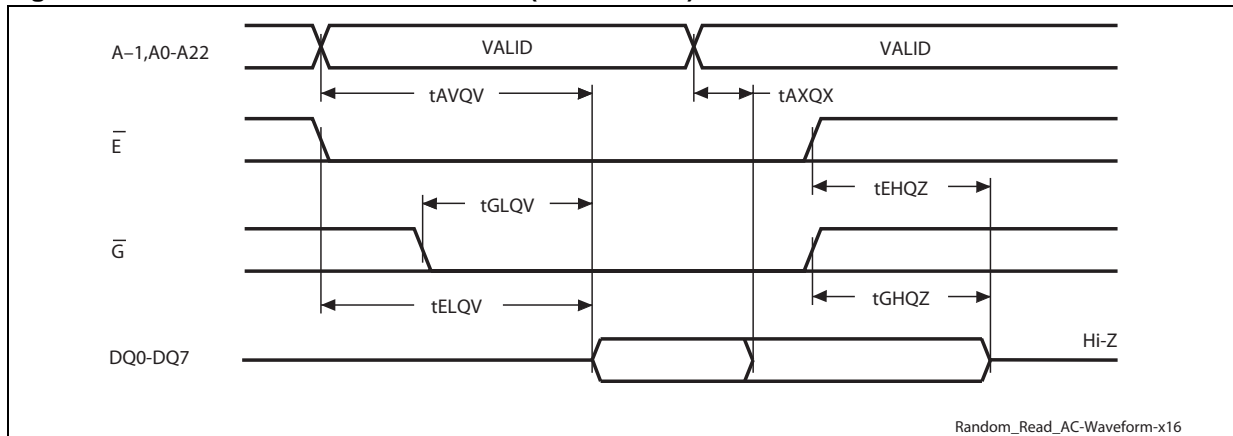 A–1,A0-A22 VALID VALID
tAVQV tAXQX
E
tEHQZ
tGLQV
G
tELQV tGHQZ
Hi-Z
DQ0-DQ7
Random_Read_AC-Waveform-x16